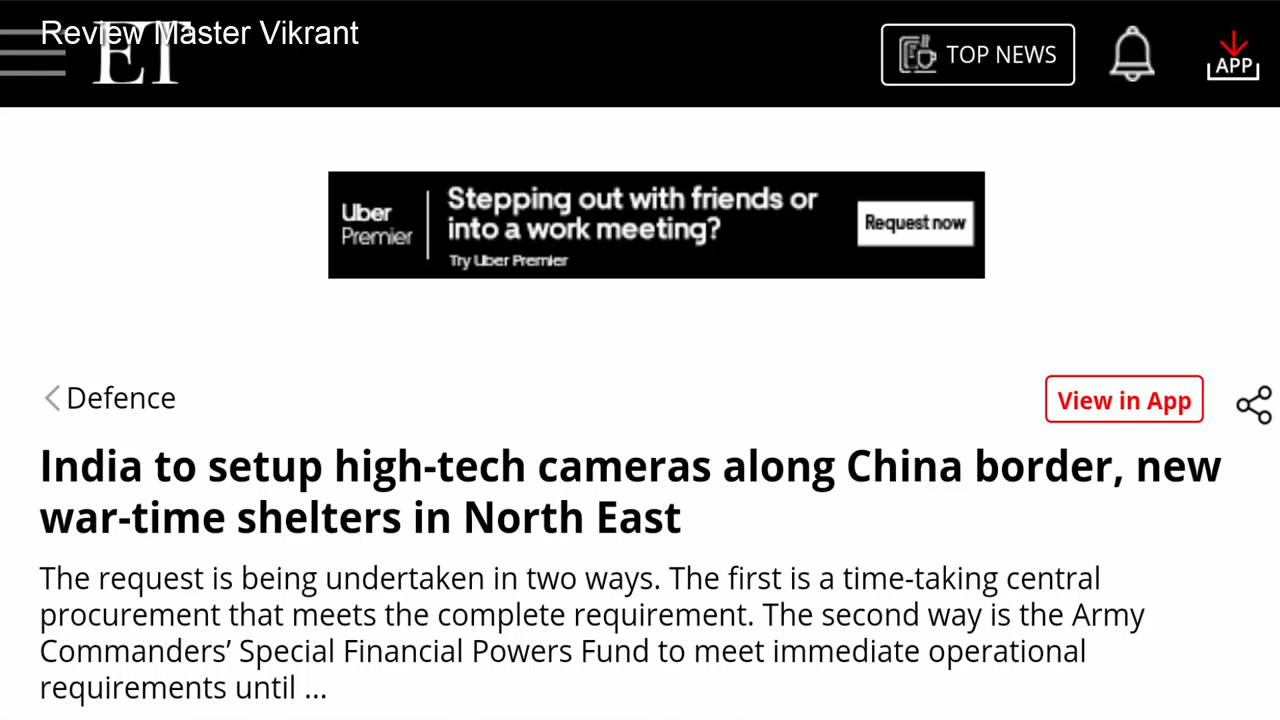 Review Master Vikrant
ET
TOP NEWS
APP
Uber
Premier
Stepping out with friends or
into a work meeting?
Try Uber Premier
Request now
Defence
View in App
India to setup high-tech cameras along China border, new
war-time shelters in North East
The request is being undertaken in two ways. The first is a time-taking central
procurement that meets the complete requirement. The second way is the Army
Commanders’ Special Financial Powers Fund to meet immediate operational
requirements until ...